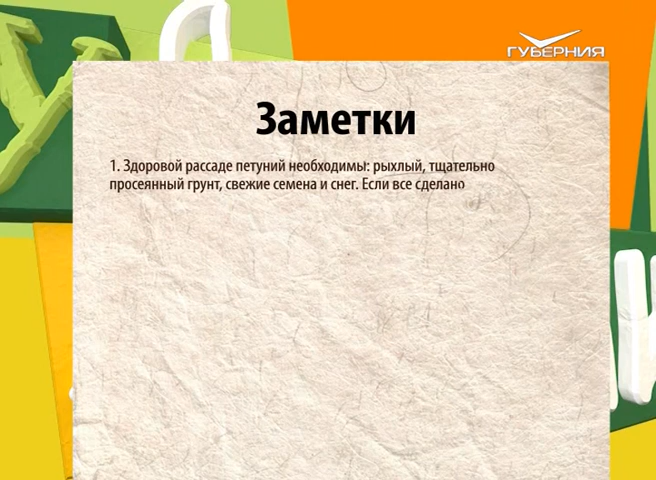 ГУБЕРНИЯ
Заметки
1. Здоровой рассаде петуний необходимы: рыхлый, тщательно
просеянный грунт, свежие семена и снег. Если все сделано